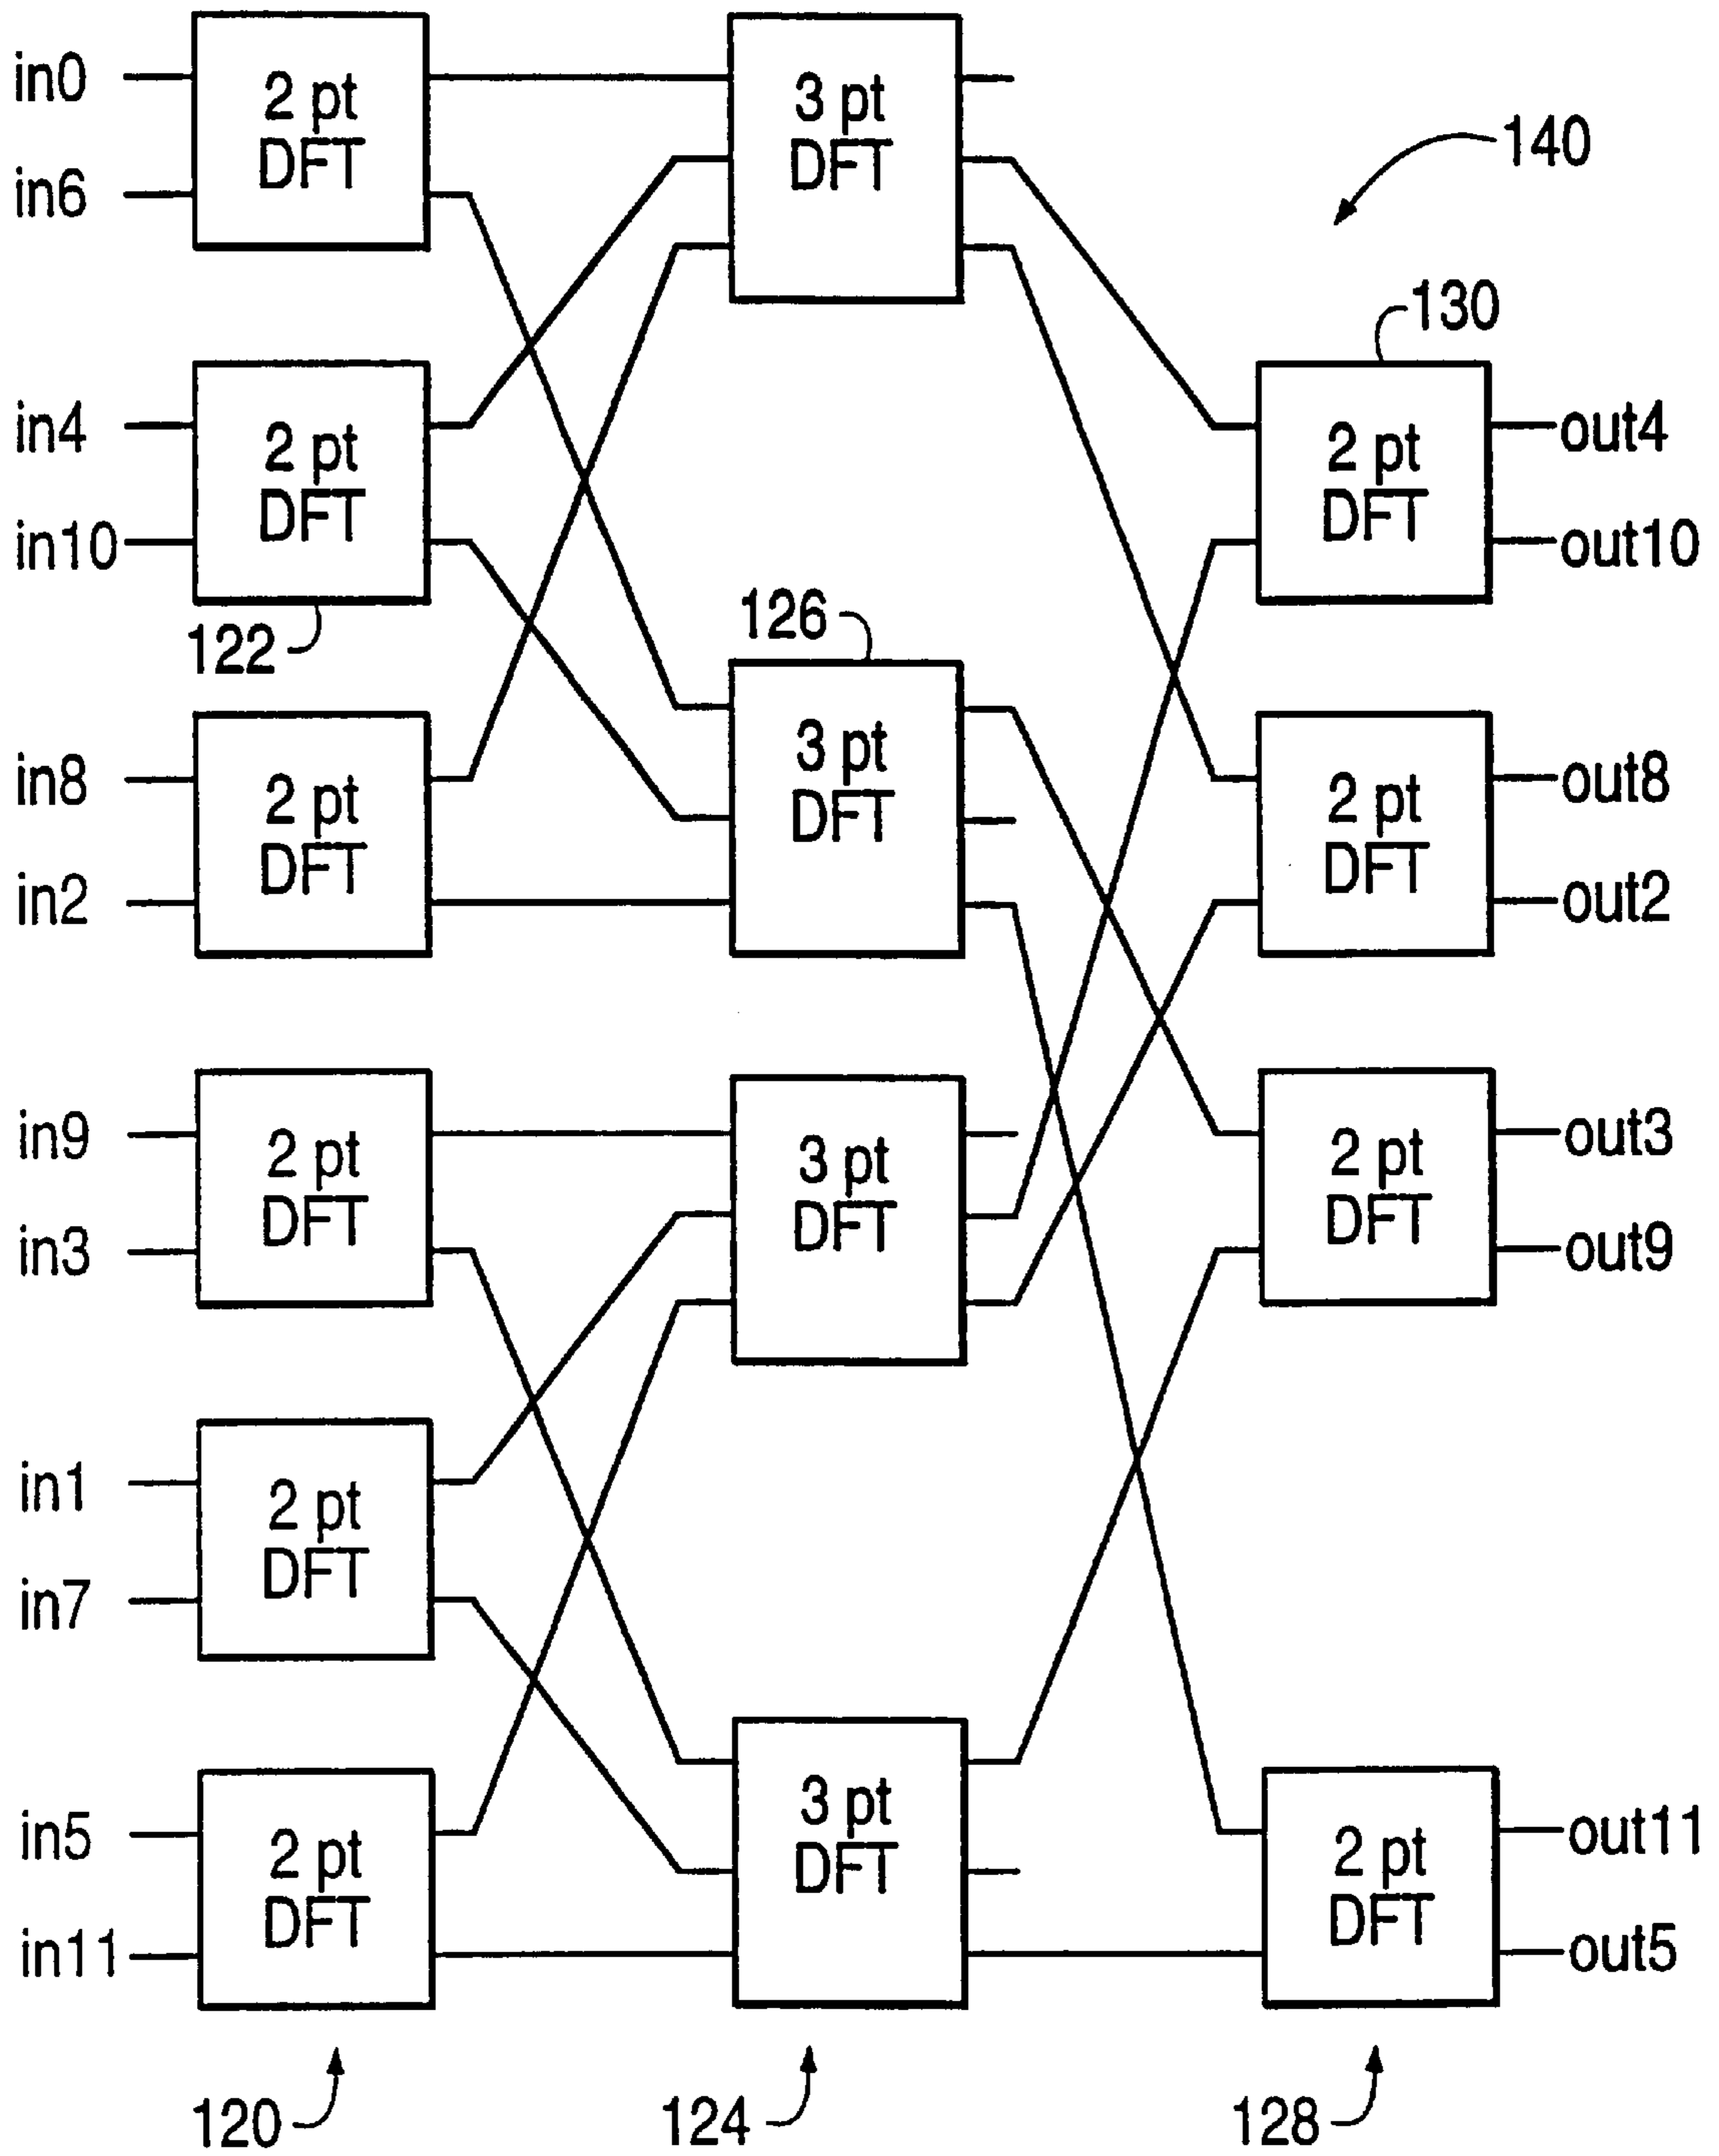 in0
in6
2 pt
DFT
3 pt
DFT
140
130
in4
in10
2 pt
DFT
122
2 pt
DFT
out4
out10
126
in8
in2
2 pt
DFT
3 pt
DFT
2 pt
DFT
out8
out2
in9
in3
2 pt
DFT
3 pt
DFT
2 pt
DFT
out3
out9
in1
in7
2 pt
DFT
in5
in11
2 pt
DFT
3 pt
DFT
2 pt
DFT
out11
out5
120
124
128